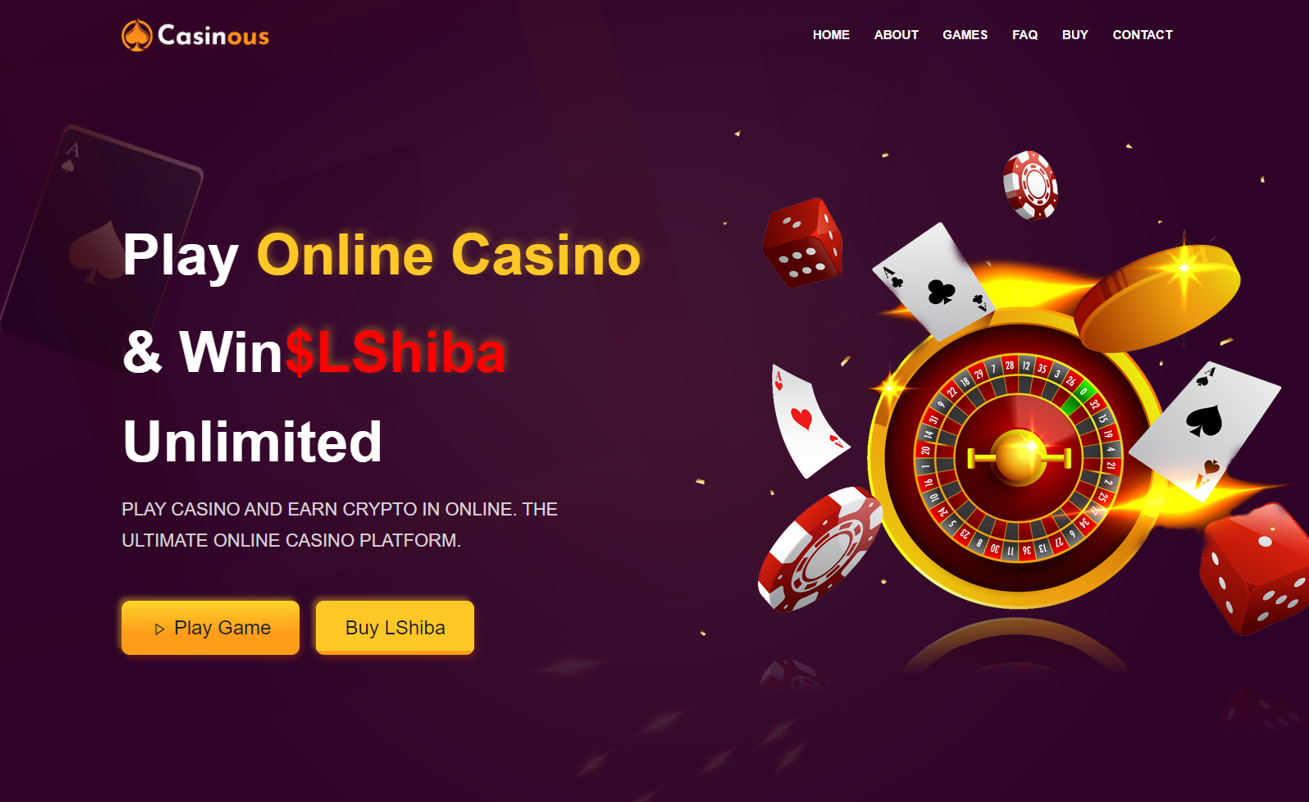 Casinous
HOME ABOUT GAMES FAQ BUY CONTACT
Play Online Casino
& Win$LShiba
Unlimited
PLAY CASINO AND EARN CRYPTO IN ONLINE. THE
ULTIMATE ONLINE CASINO PLATFORM.
Play Game
Buy LShiba